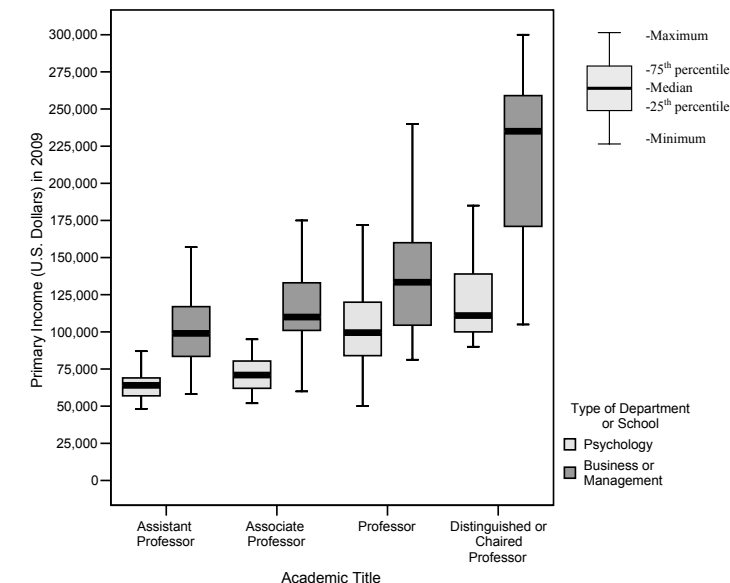 Primary Income (U.S. Dollars) in 2009
300,000
275,000
250,000
225,000
200,000
175,000
150,000
125,000
100,000
75,000
50,000
25,000
0
Assistant
Professor
Associate
Professor
Professor
Distinguished or
Chaired
Professor
Academic Title
-Maximum
-75th percentile
-Median
-25th percentile
-Minimum
Type of Department
or School
Psychology
Business or
Management